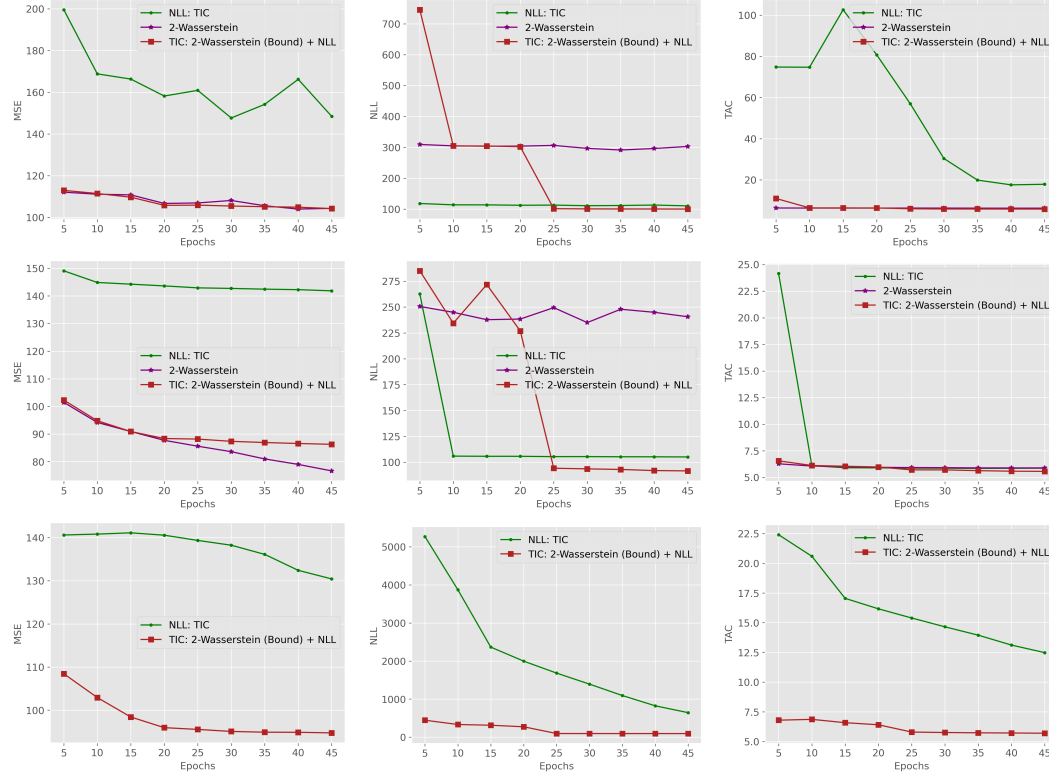 200
180
160
140
120
100
MSE
5 10 15 20 25 30 35 40 45
Epochs
NLL: TIC
2-Wasserstein
TIC: 2-Wasserstein (Bound) + NLL
700
600
500
400
300
200
100
NLL
5 10 15 20 25 30 35 40 45
Epochs
NLL: TIC
2-Wasserstein
TIC: 2-Wasserstein (Bound) + NLL
100
80
60
40
20
TAC
5 10 15 20 25 30 35 40 45
Epochs
NLL: TIC
2-Wasserstein
TIC: 2-Wasserstein (Bound) + NLL
150
140
130
120
110
100
90
80
MSE
5 10 15 20 25 30 35 40 45
Epochs
NLL: TIC
2-Wasserstein
TIC: 2-Wasserstein (Bound) + NLL
275
250
225
200
175
150
125
100
NLL
5 10 15 20 25 30 35 40 45
Epochs
NLL: TIC
2-Wasserstein
TIC: 2-Wasserstein (Bound) + NLL
25.0
22.5
20.0
17.5
15.0
12.5
10.0
7.5
5.0
TAC
5 10 15 20 25 30 35 40 45
Epochs
NLL: TIC
2-Wasserstein
TIC: 2-Wasserstein (Bound) + NLL
140
130
120
110
100
MSE
5 10 15 20 25 30 35 40 45
Epochs
NLL: TIC
TIC: 2-Wasserstein (Bound) + NLL
5000
4000
3000
2000
1000
0
NLL
5 10 15 20 25 30 35 40 45
Epochs
NLL: TIC
TIC: 2-Wasserstein (Bound) + NLL
22.5
20.0
17.5
15.0
12.5
10.0
7.5
5.0
TAC
5 10 15 20 25 30 35 40 45
Epochs
NLL: TIC
TIC: 2-Wasserstein (Bound) + NLL